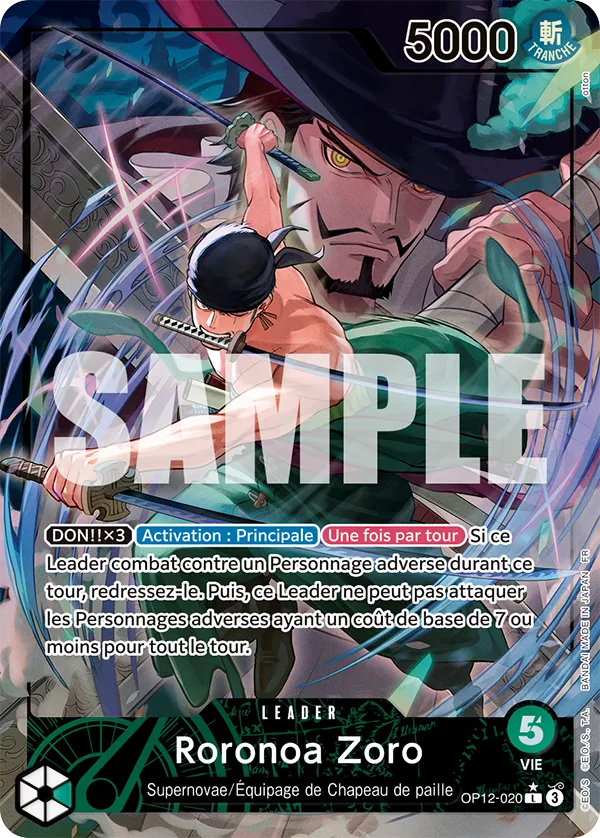 5000
斬
TRANCHE
otton
SAMPLE
DON!!×3 Activation : Principale Une fois par tour Si ce
Leader combat contre un Personnage adverse durant ce
tour, redressez-le. Puis, ce Leader ne peut pas attaquer
les Personnages adverses ayant un coût de base de 7 ou
moins pour tout le tour.
LEADER
Roronoa Zoro
Supernovae/Équipage de Chapeau de paille
5
VIE
OP12-020 L 3
©EO/S ©E.O./S., T.A. BANDAI MADE IN JAPAN FR